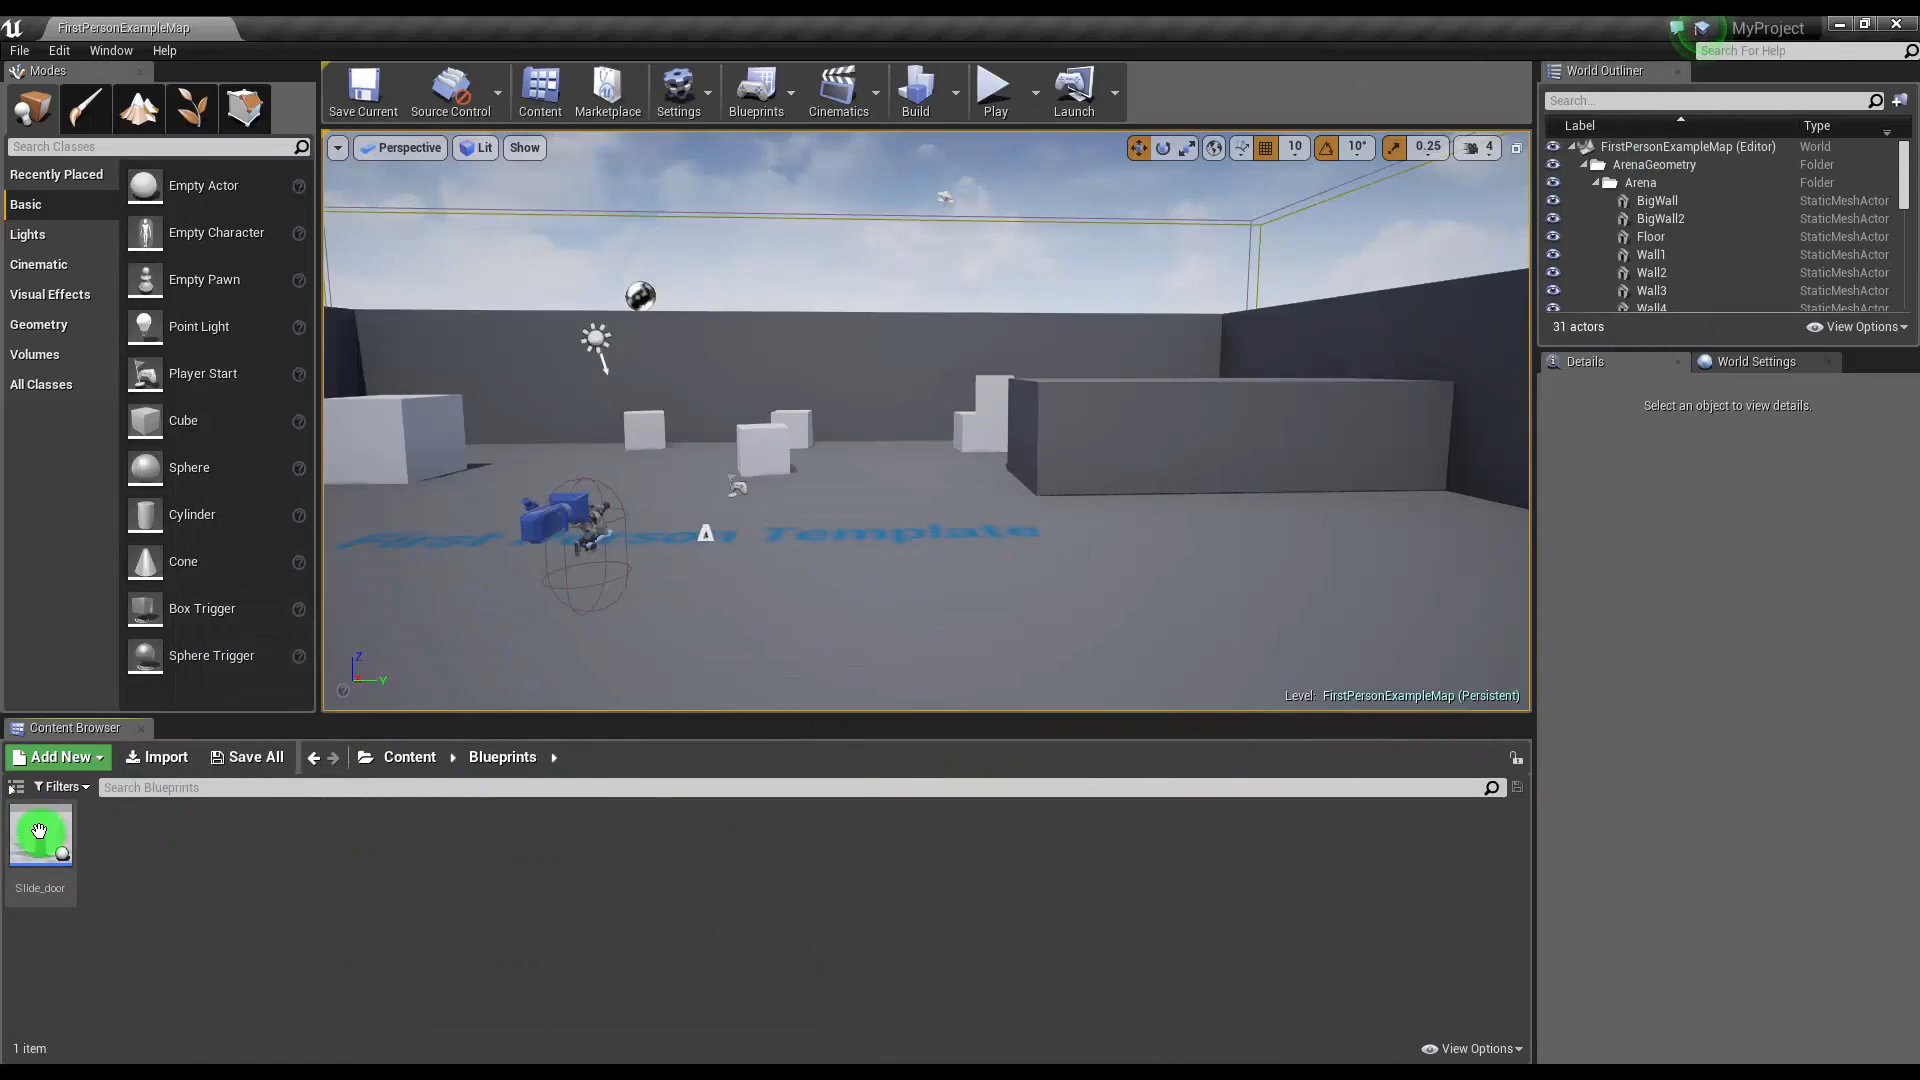 FirstPersonExampleMap
MyProject
File Edit Window Help
Search For Help
Modes
Search Classes
Recently Placed
Basic
Lights
Cinematic
Visual Effects
Geometry
Volumes
All Classes
Empty Actor
Empty Character
Empty Pawn
Point Light
Player Start
Cube
Sphere
Cylinder
Cone
Box Trigger
Sphere Trigger
Save Current
Source Control
Content
Marketplace
Settings
Blueprints
Cinematics
Build
Play
Launch
Perspective
Lit
Show
10
10°
0.25
4
First Person Template
Z
Y
Level: FirstPersonExampleMap (Persistent)
World Outliner
Search...
Label Type
FirstPersonExampleMap (Editor) World
ArenaGeometry Folder
Arena Folder
BigWall StaticMeshActor
BigWall2 StaticMeshActor
Floor StaticMeshActor
Wall1 StaticMeshActor
Wall2 StaticMeshActor
Wall3 StaticMeshActor
Wall4 StaticMeshActor
31 actors
View Options
Details
World Settings
Select an object to view details.
Content Browser
Add New
Import
Save All
Content
Blueprints
Filters
Search Blueprints
Slide_door
1 item
View Options